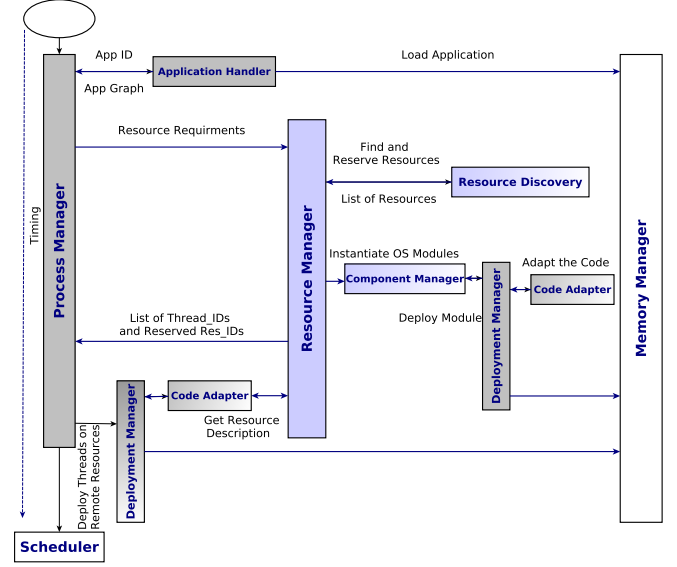 App ID
Load Application
Application Handler
App Graph
Resource Requirments
Find and
Reserve Resources
Resource Discovery
List of Resources
Timing
Process Manager
Resource Manager
Memory Manager
Instantiate OS Modules
Adapt the Code
Component Manager
Deployment Manager
Code Adapter
Deploy Module
List of Thread_IDs
and Reserved Res_IDs
Deployment Manager
Code Adapter
Get Resource
Description
Deploy Threads on
Remote Resources
Scheduler